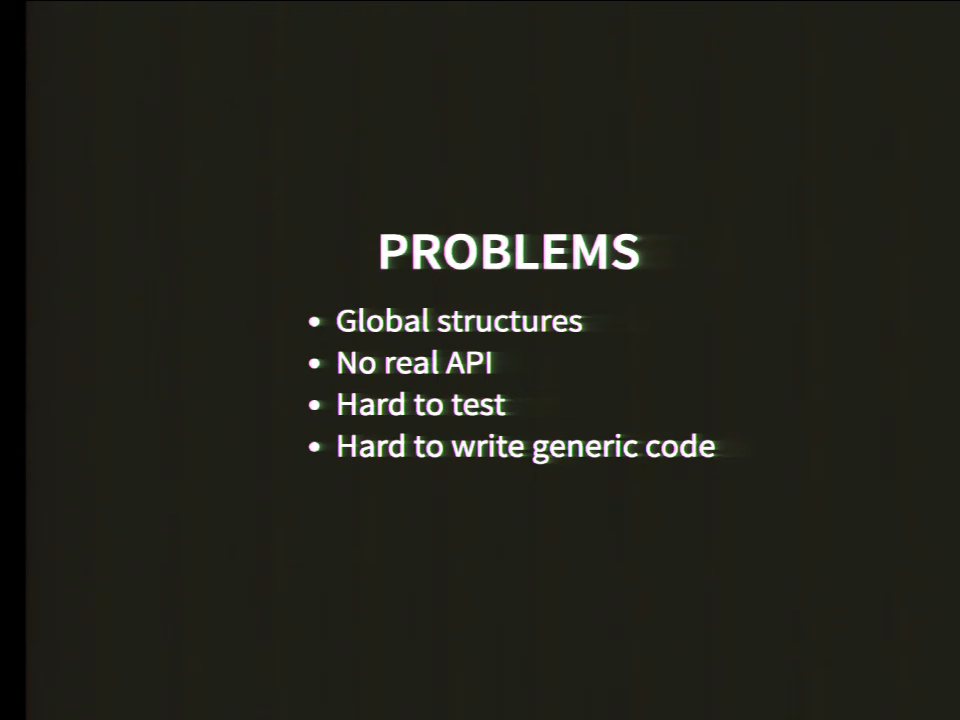 PROBLEMS
• Global structures
• No real API
• Hard to test
• Hard to write generic code